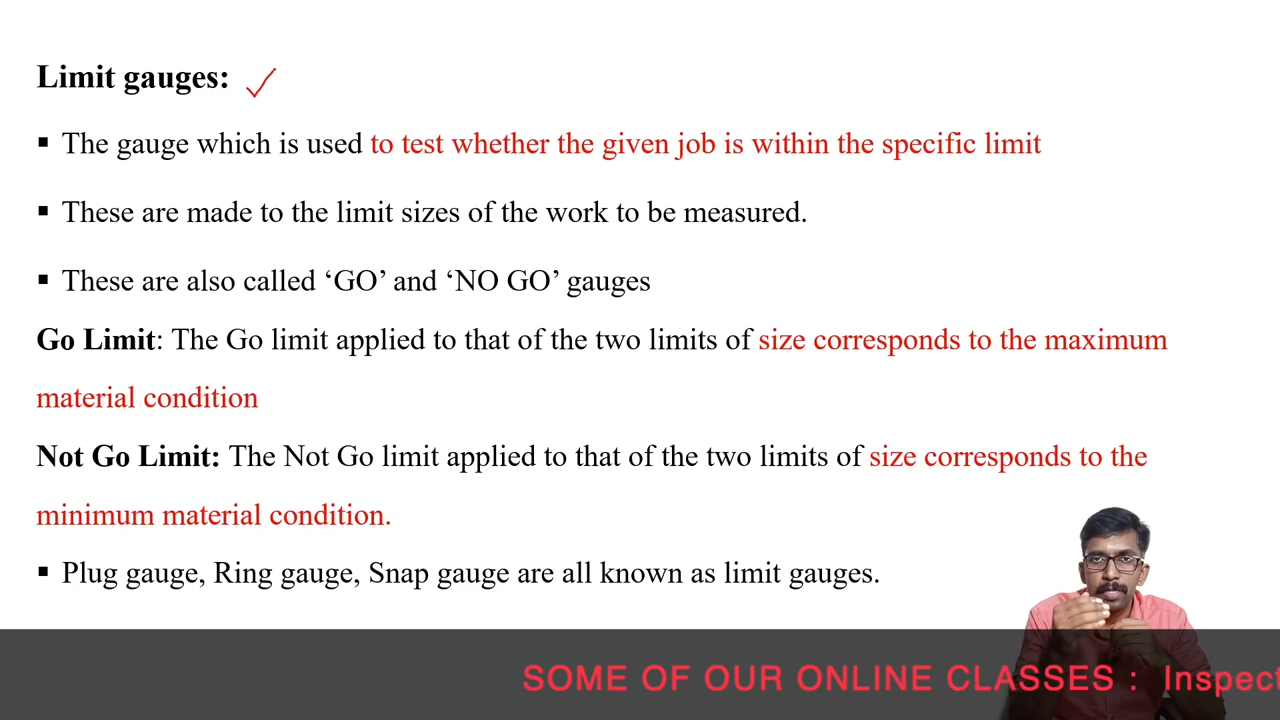 Limit gauges:
▪ The gauge which is used to test whether the given job is within the specific limit
▪ These are made to the limit sizes of the work to be measured.
▪ These are also called ‘GO’ and ‘NO GO’ gauges
Go Limit: The Go limit applied to that of the two limits of size corresponds to the maximum
material condition
Not Go Limit: The Not Go limit applied to that of the two limits of size corresponds to the
minimum material condition.
▪ Plug gauge, Ring gauge, Snap gauge are all known as limit gauges.
SOME OF OUR ONLINE CLASSES : Inspect